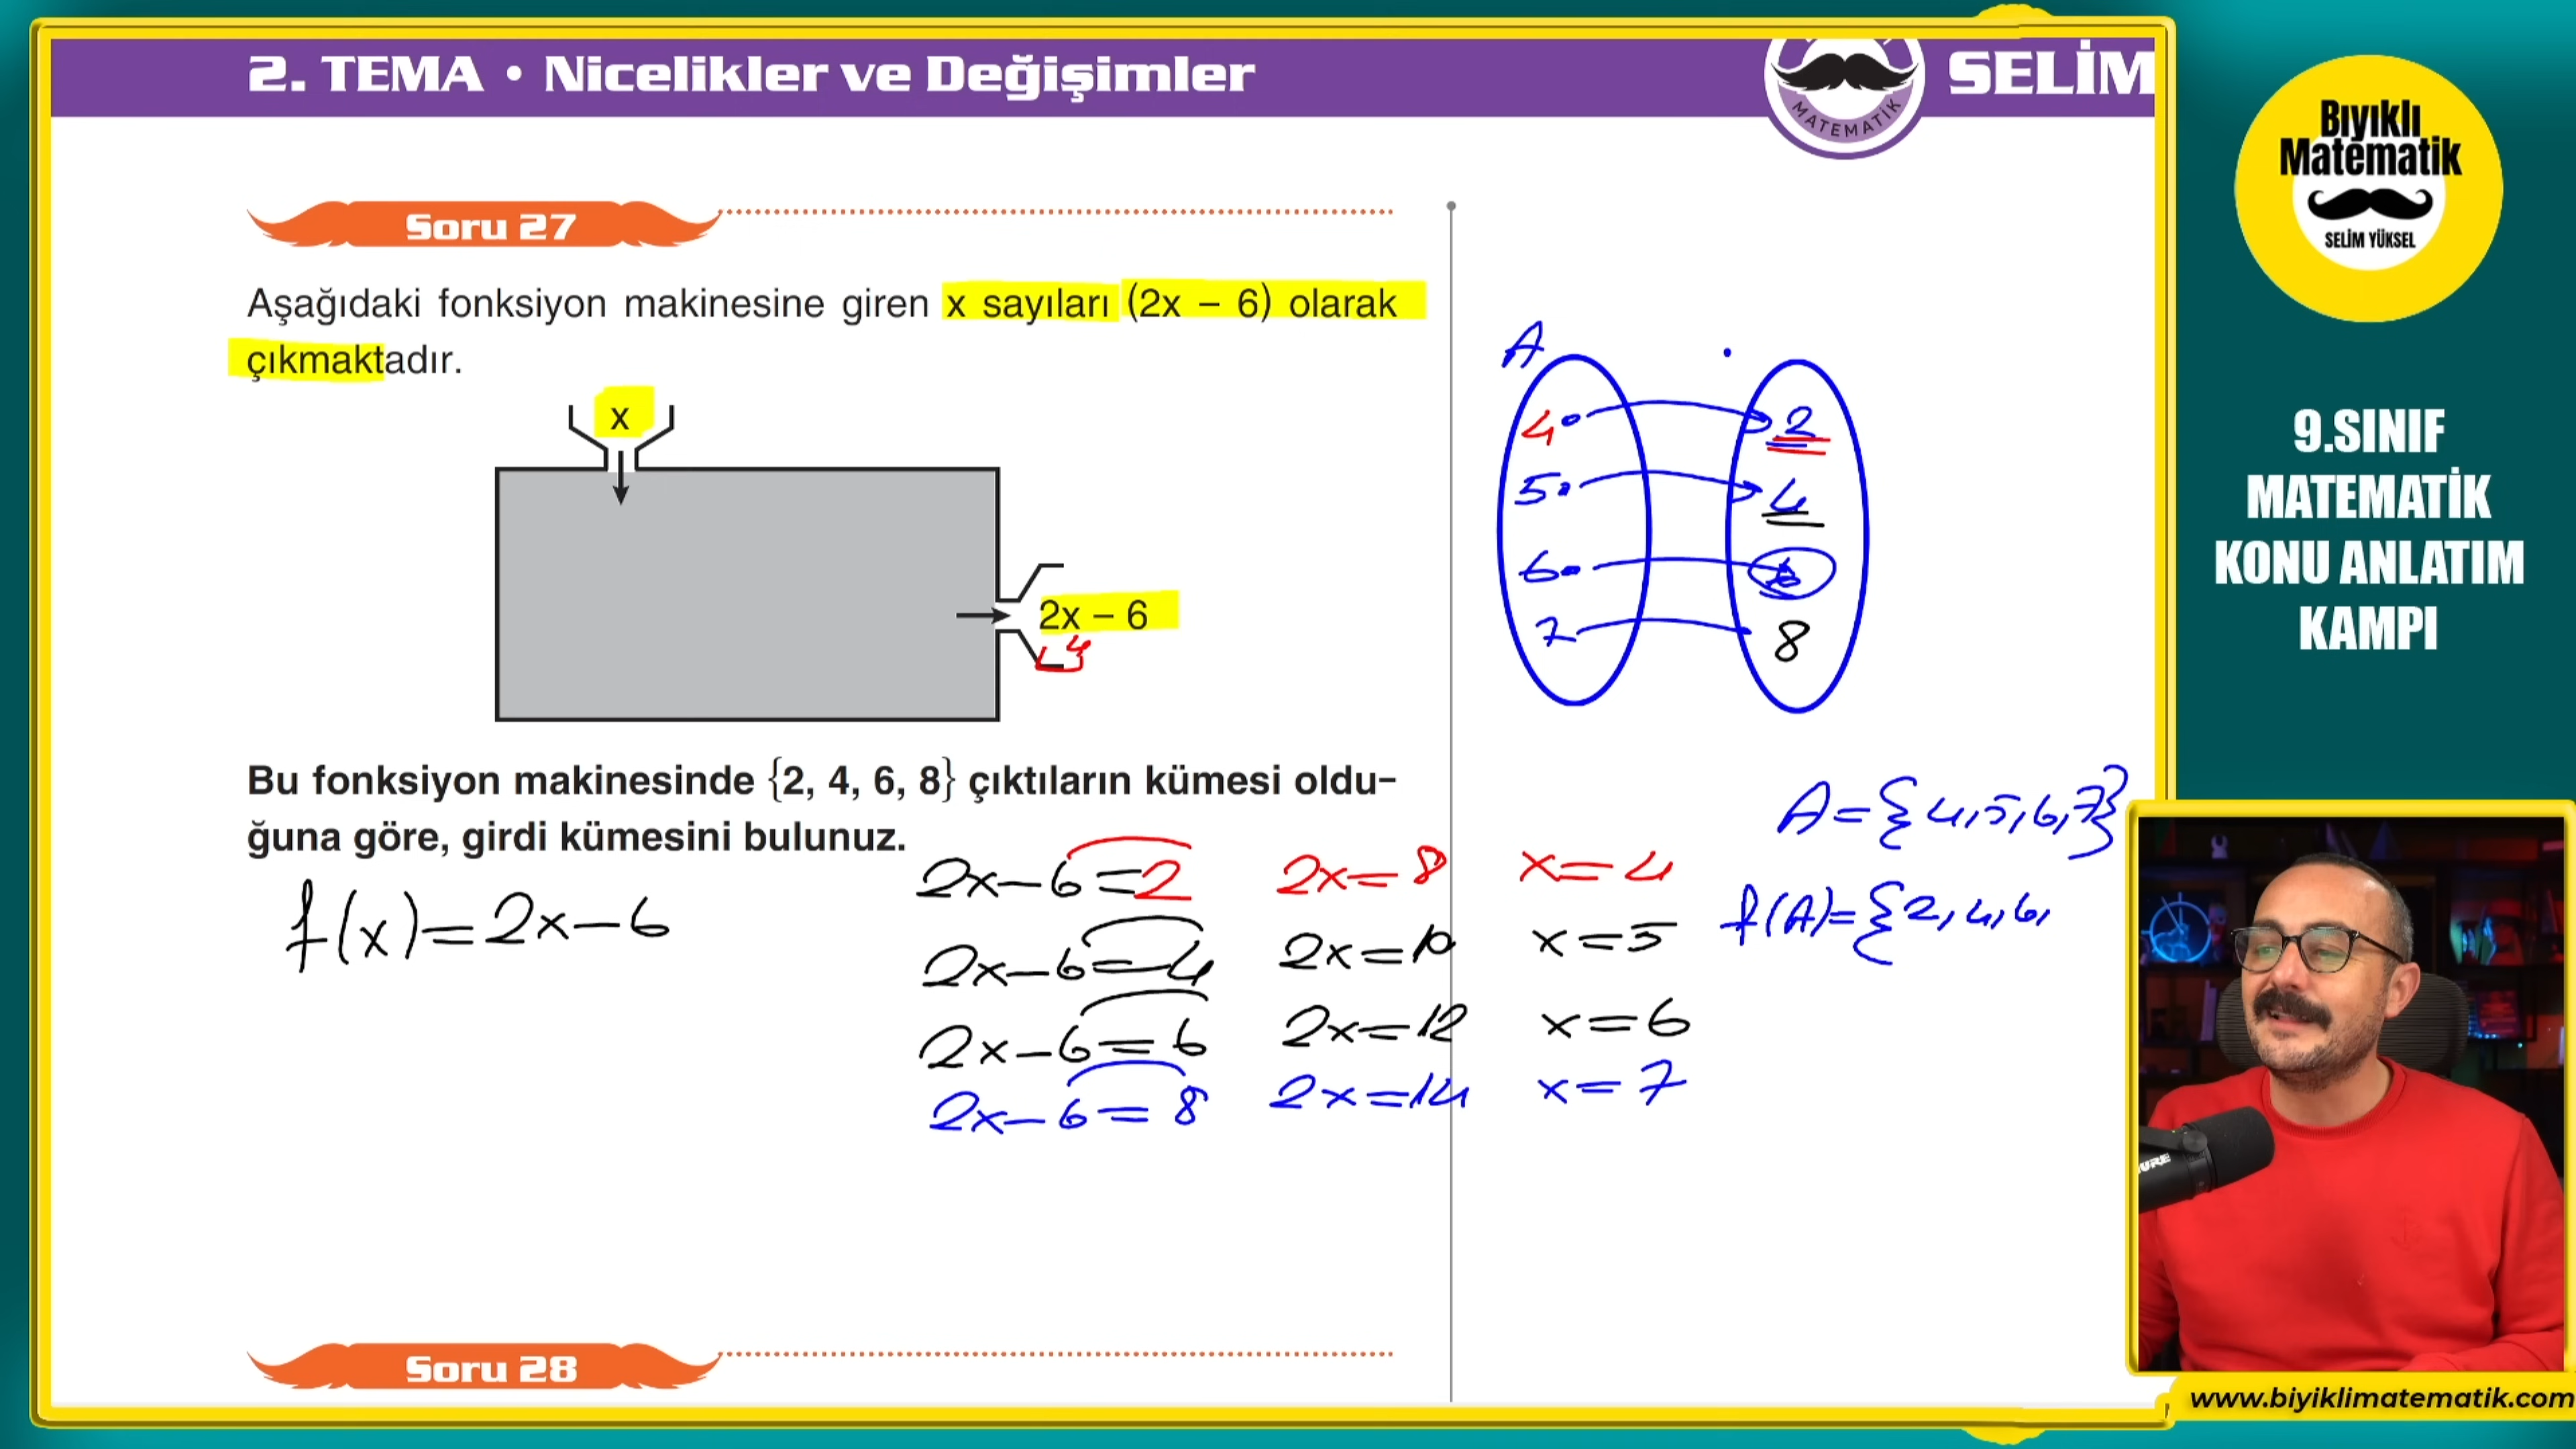 2. TEMA • Nicelikler ve Değişimler
MATEMATİK
SELİM
Soru 27
Aşağıdaki fonksiyon makinesine giren x sayıları (2x – 6) olarak
çıkmaktadır.
x
2x – 6
4
Bu fonksiyon makinesinde {2, 4, 6, 8} çıktıların kümesi oldu-
ğuna göre, girdi kümesini bulunuz.
f(x)=2x-6
2x-6=2 2x=8 x=4
2x-6=4 2x=10 x=5
2x-6=6 2x=12 x=6
2x-6=8 2x=14 x=7
A
4 2
5 4
6 6
7 8
A={4,5,6,7}
f(A)={2,4,6,
Soru 28
Bıyıklı
Matematik
SELİM YÜKSEL
9.SINIF
MATEMATİK
KONU ANLATIM
KAMPI
URE
www.biyiklimatematik.com